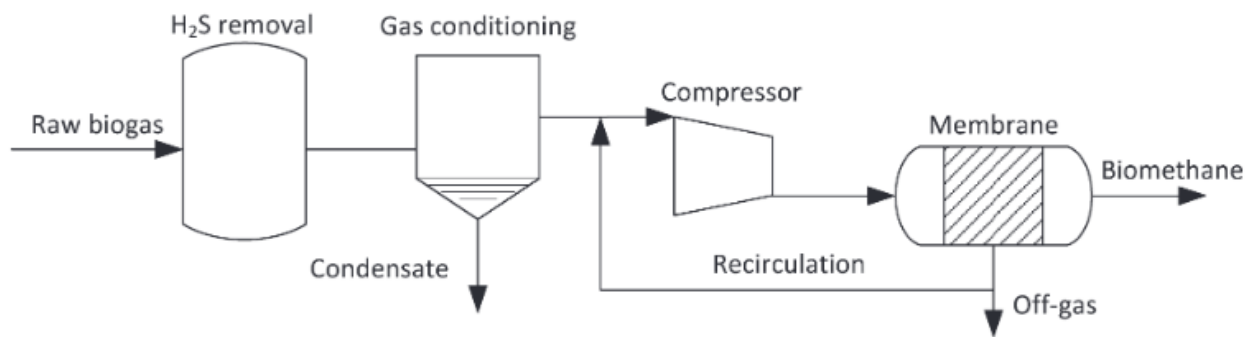 H₂S removal
Gas conditioning
Raw biogas
Compressor
Membrane
Biomethane
Condensate
Recirculation
Off-gas